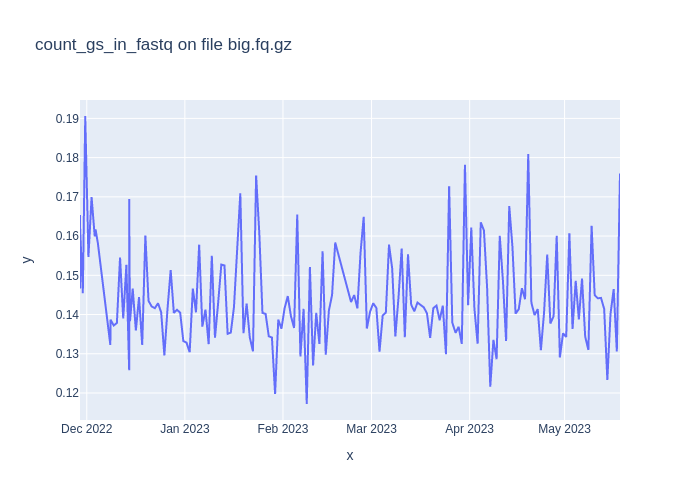 count_gs_in_fastq on file big.fq.gz
0.19
0.18
0.17
0.16
0.15
0.14
0.13
0.12
y
Dec 2022 Jan 2023 Feb 2023 Mar 2023 Apr 2023 May 2023
x